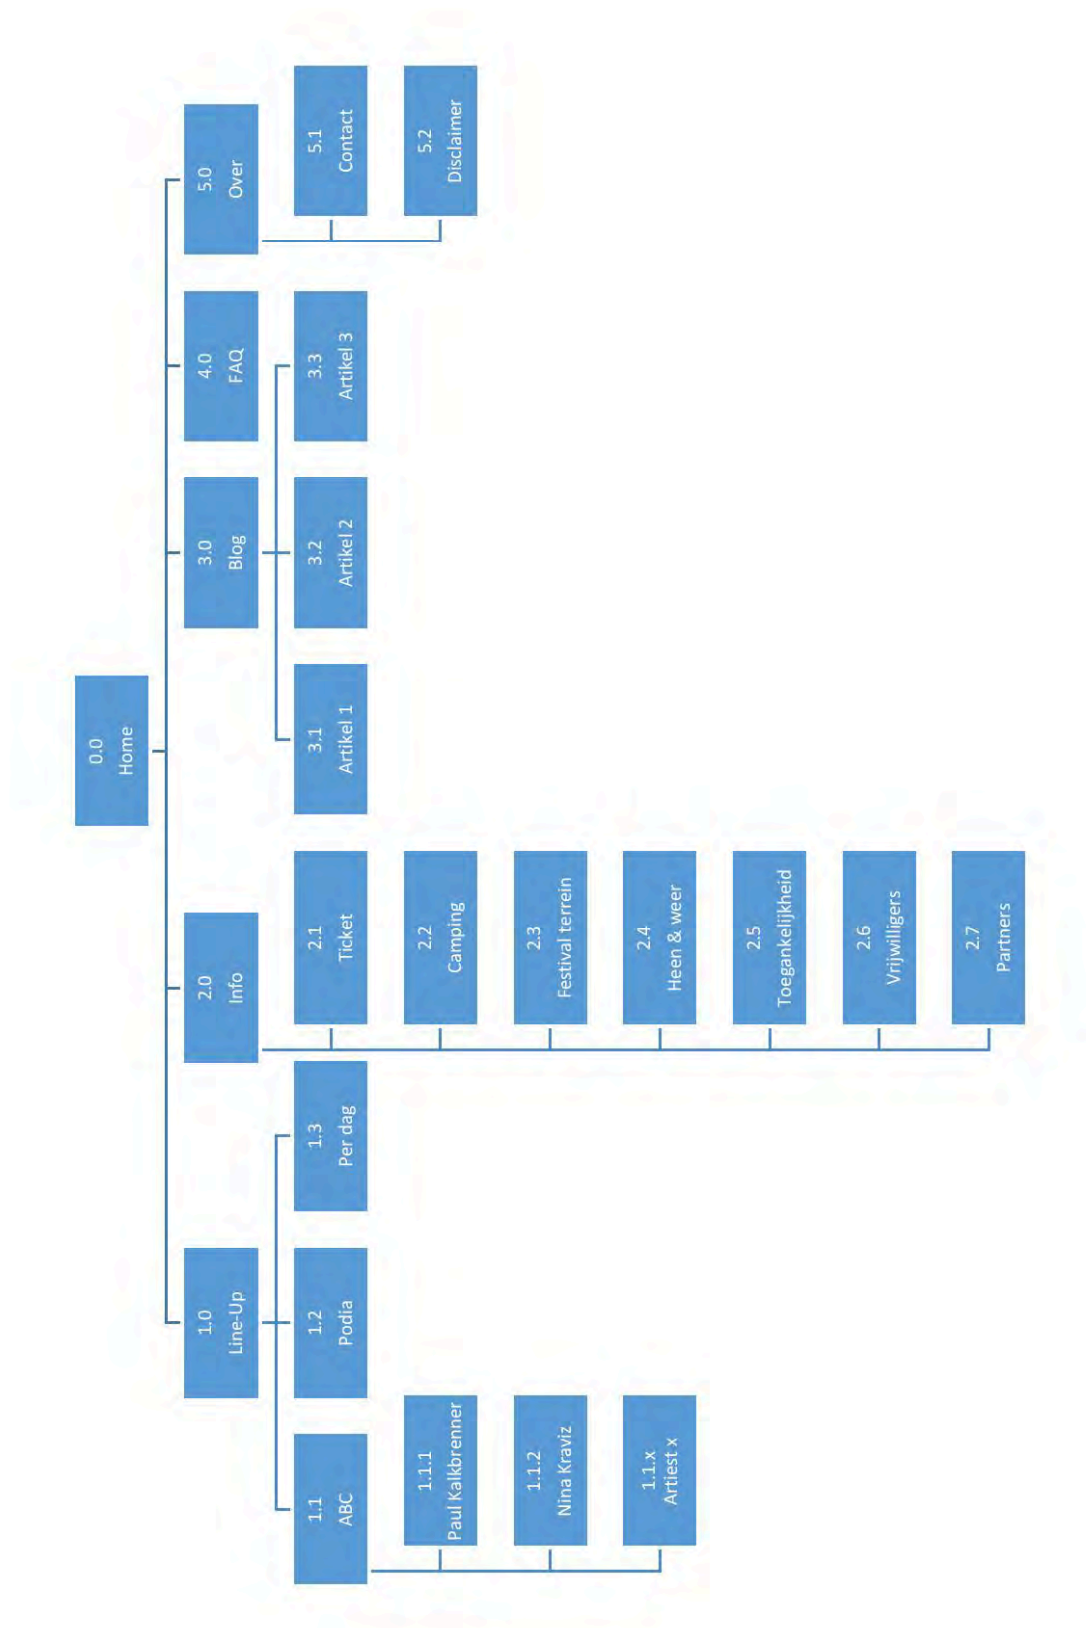 0.0
Home
1.0
Line-Up
1.1
ABC
1.1.1
Paul Kalkbrenner
1.1.2
Nina Kraviz
1.1.x
Artiest x
1.2
Podia
1.3
Per dag
2.0
Info
2.1
Ticket
2.2
Camping
2.3
Festival terrein
2.4
Heen & weer
2.5
Toegankelijkheid
2.6
Vrijwilligers
2.7
Partners
3.0
Blog
3.1
Artikel 1
3.2
Artikel 2
3.3
Artikel 3
4.0
FAQ
5.0
Over
5.1
Contact
5.2
Disclaimer